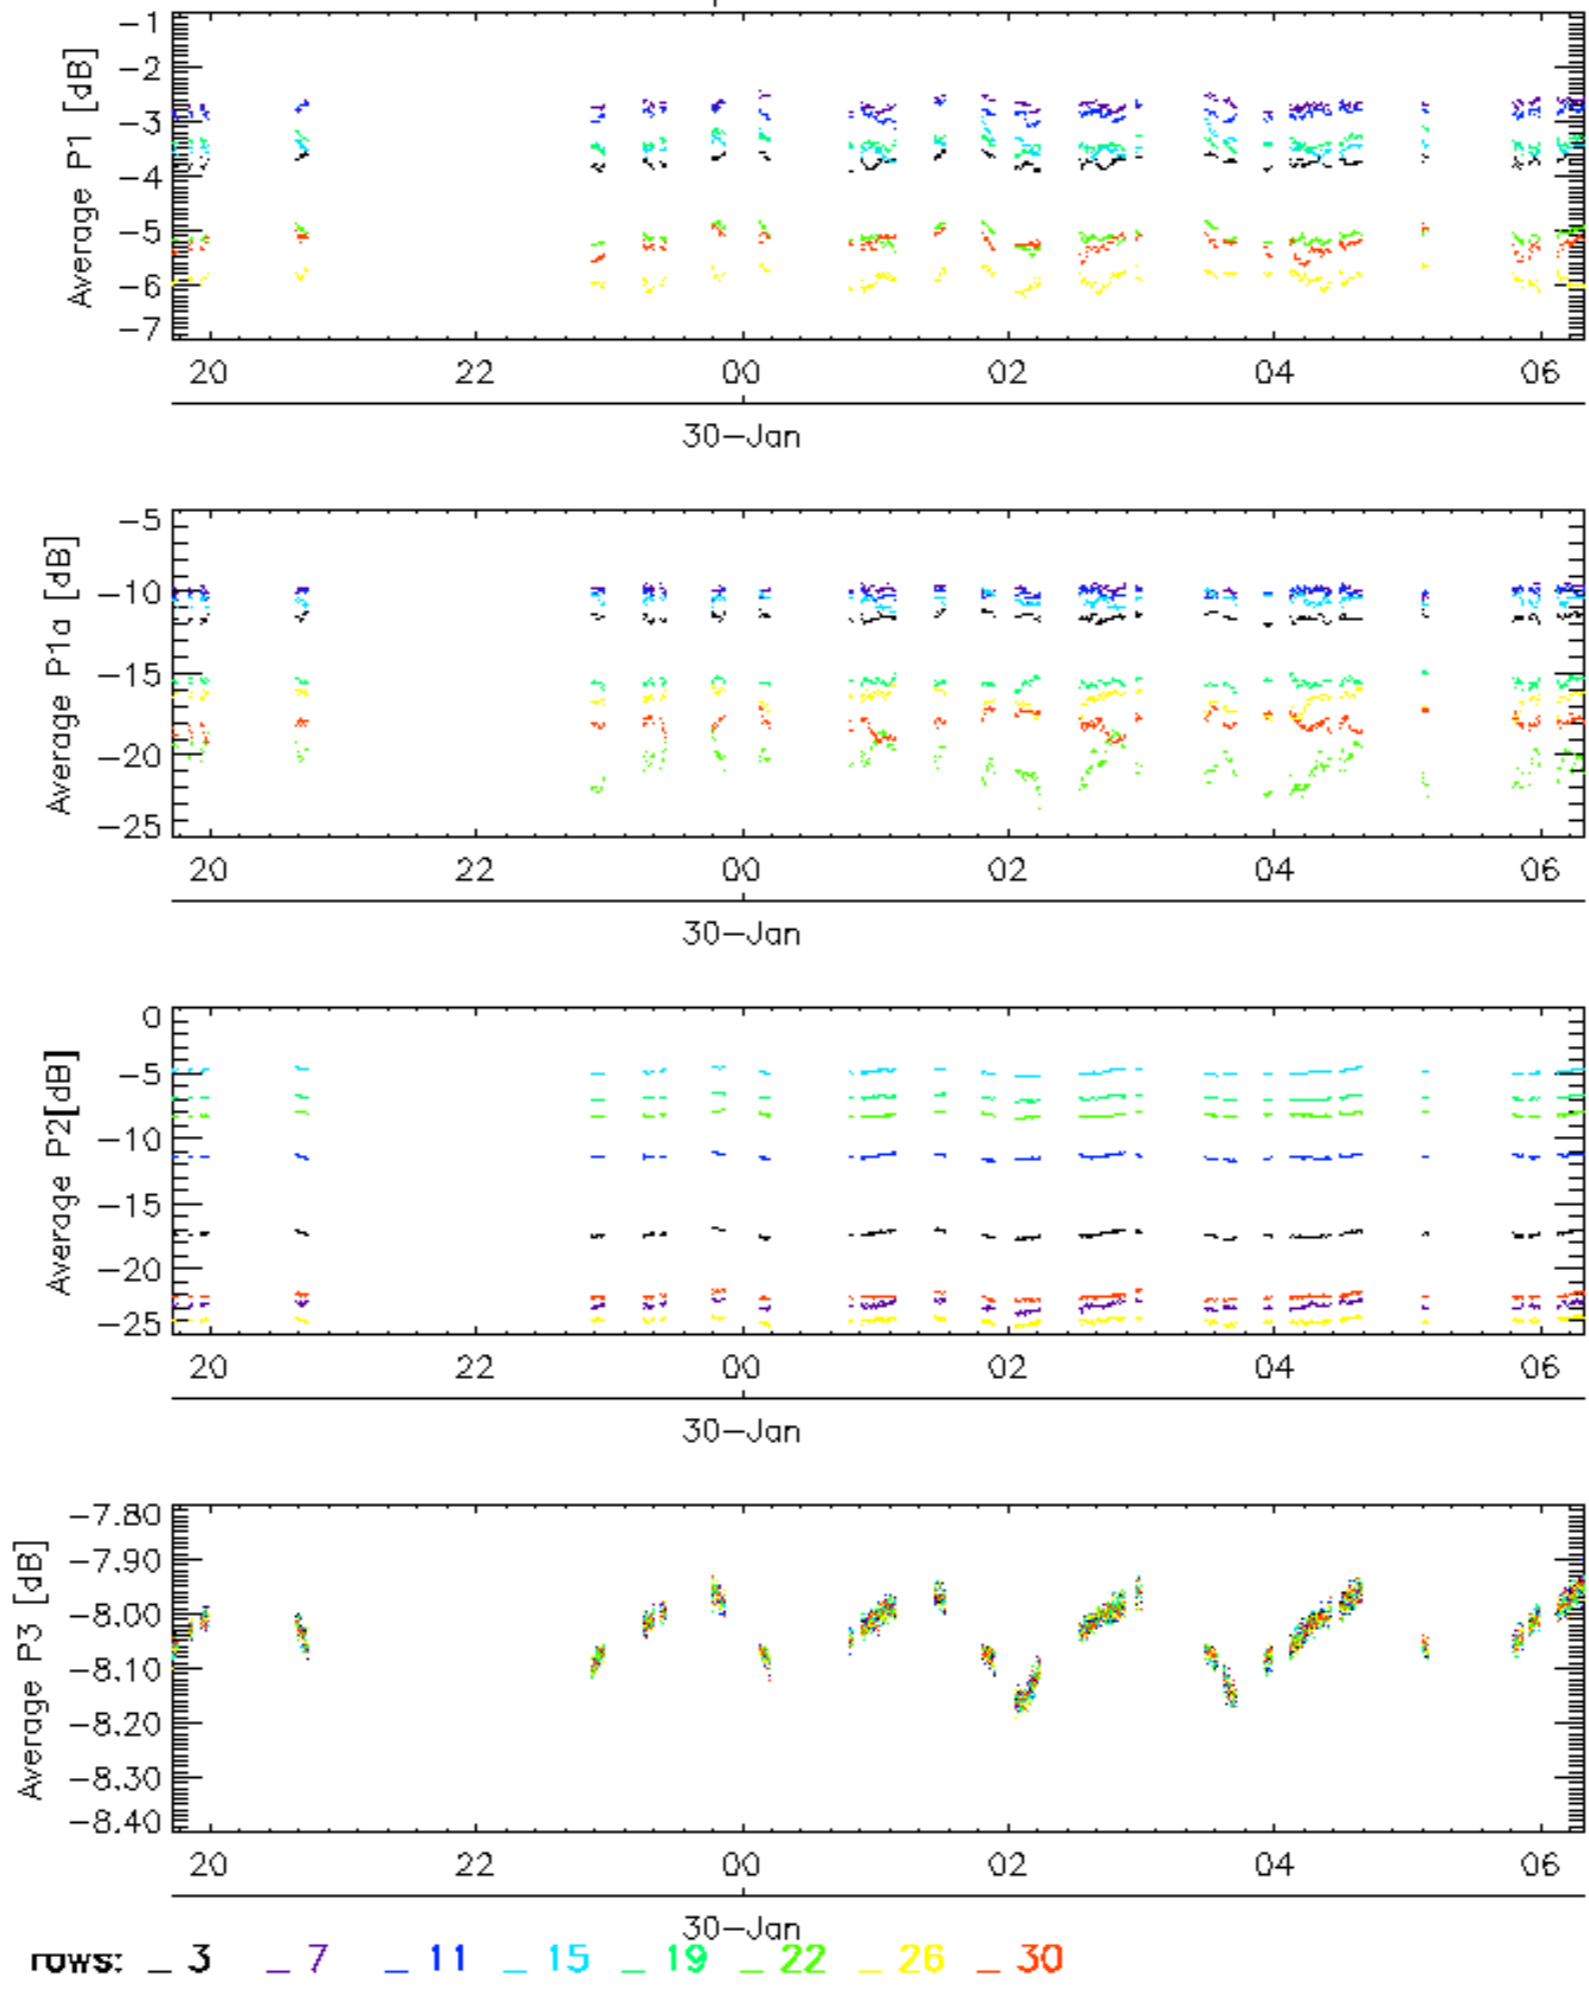 Average P1 [dB]
-1
-2
-3
-4
-5
-6
-7
20 22 00 02 04 06
30-Jan
Average P1a [dB]
-5
-10
-15
-20
-25
20 22 00 02 04 06
30-Jan
Average P2[dB]
0
-5
-10
-15
-20
-25
20 22 00 02 04 06
30-Jan
Average P3 [dB]
-7.80
-7.90
-8.00
-8.10
-8.20
-8.30
-8.40
20 22 00 02 04 06
30-Jan
rows: _ 3 _ 7 _ 11 _ 15 _ 19 _ 22 _ 26 _ 30